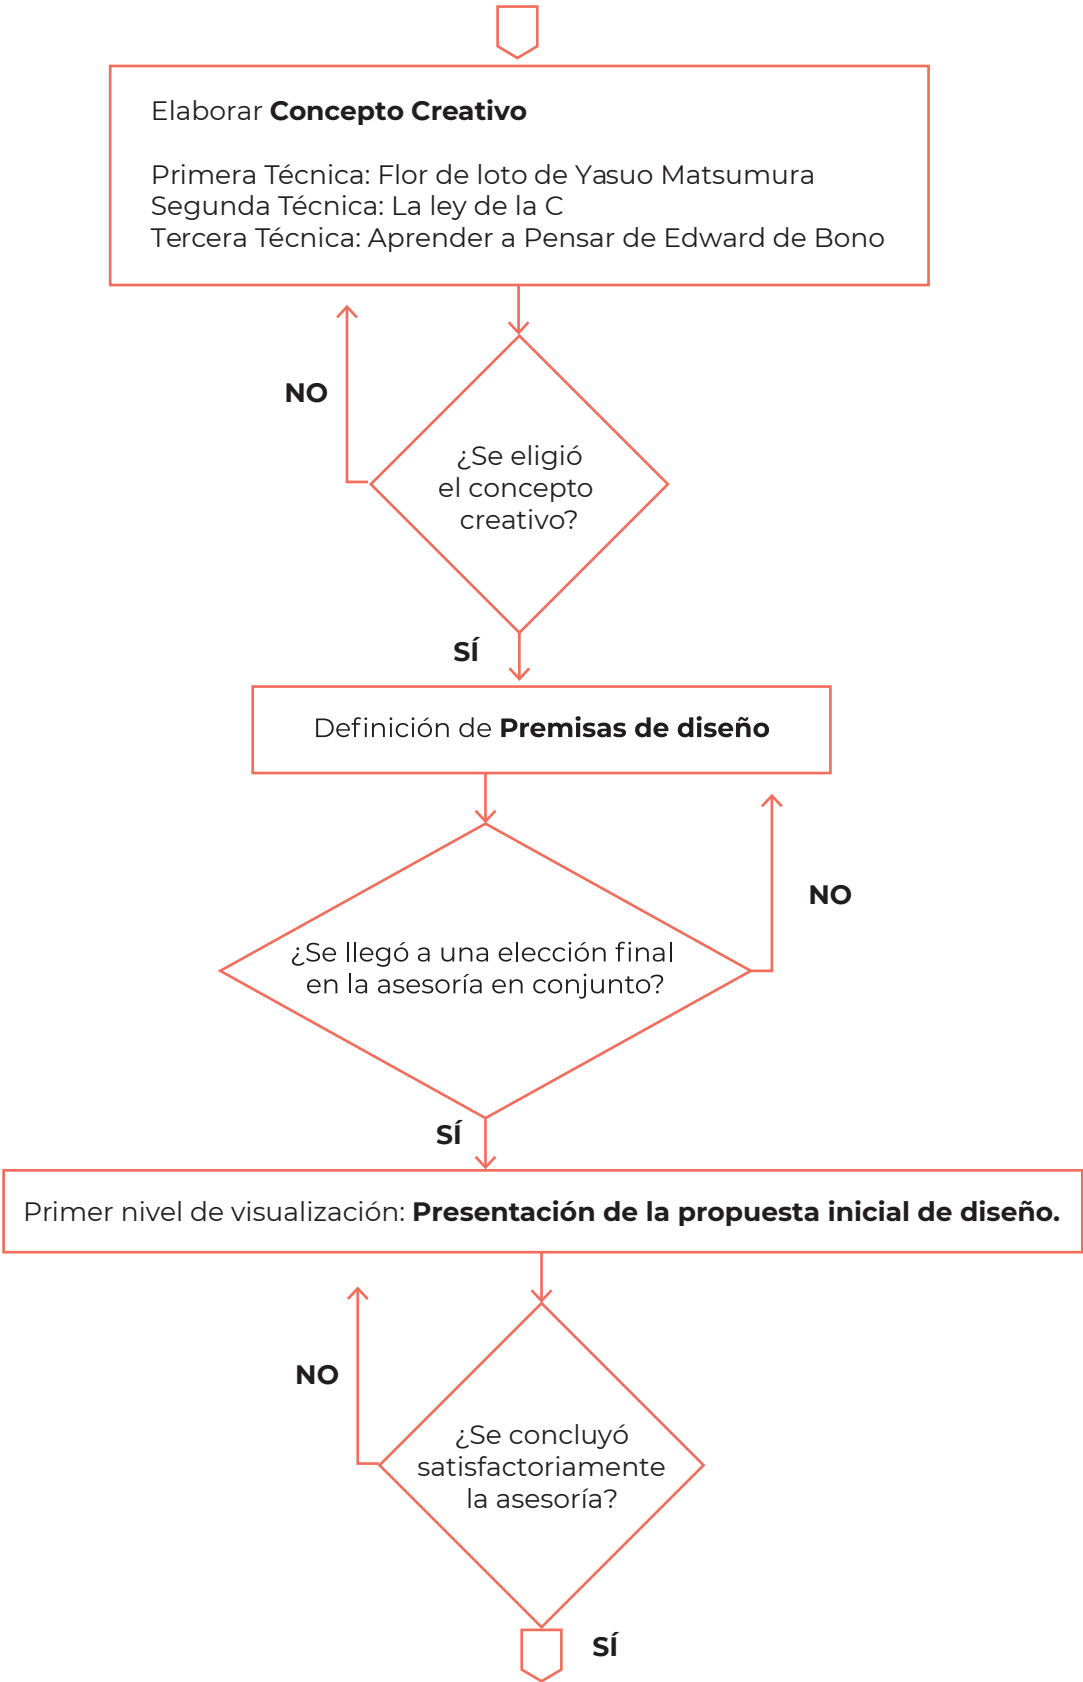 Elaborar Concepto Creativo
Primera Técnica: Flor de loto de Yasuo Matsumura
Segunda Técnica: La ley de la C
Tercera Técnica: Aprender a Pensar de Edward de Bono
NO
¿Se eligió
el concepto
creativo?
SÍ
Definición de Premisas de diseño
NO
¿Se llegó a una elección final
en la asesoría en conjunto?
SÍ
Primer nivel de visualización: Presentación de la propuesta inicial de diseño.
NO
¿Se concluyó
satisfactoriamente
la asesoría?
SÍ